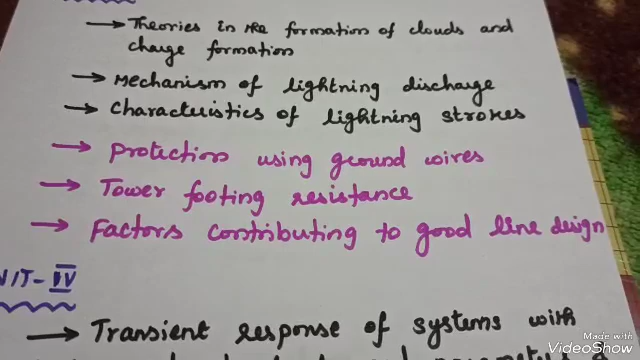 → Theories in the formation of clouds and
charge formation
→ Mechanism of lightning discharge
→ Characteristics of lightning strokes
→ Protection using ground wires
→ Tower footing resistance
→ Factors contributing to good line design
NIT-IV
→ Transient response of systems with
Made with
VideoShow